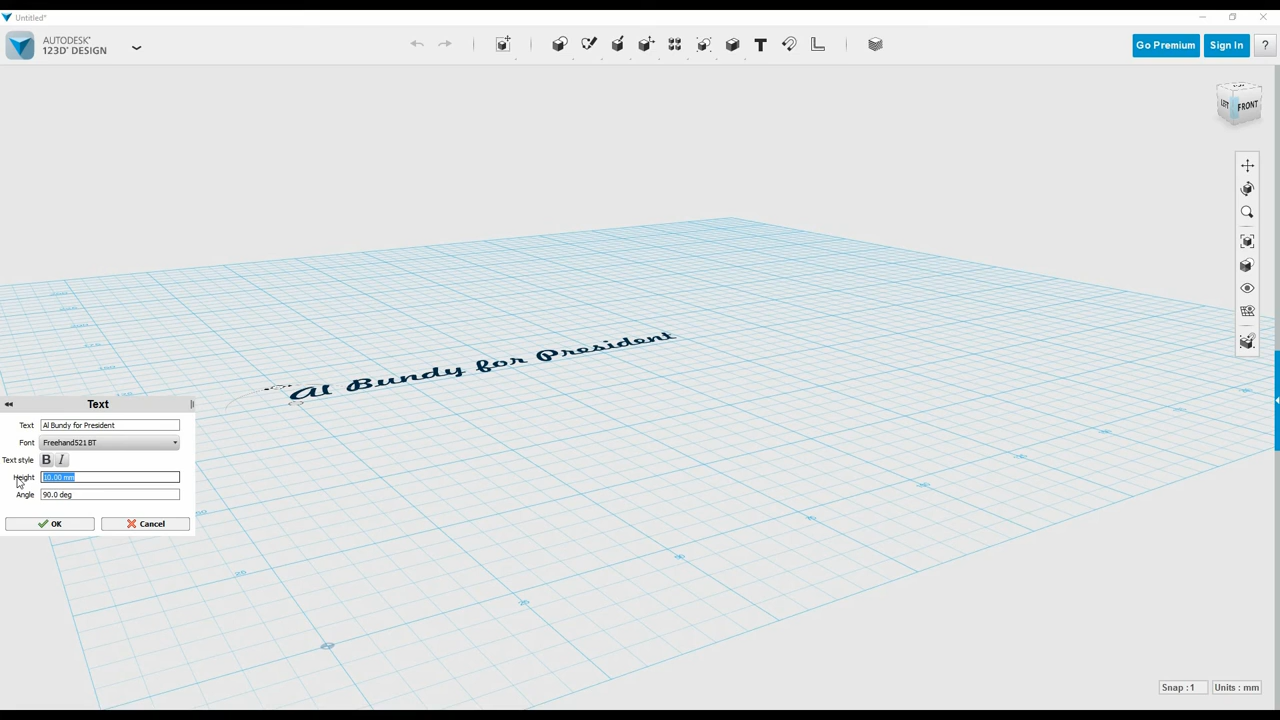 Untitled*
AUTODESK®
123D® DESIGN
Go Premium
Sign In
?
LEFT
FRONT
Al Bundy for President
Text
Text
Al Bundy for President
Font
Freehand521 BT
Text style
B
I
Height
10.00 mm
Angle
90.0 deg
OK
Cancel
Snap : 1
Units : mm